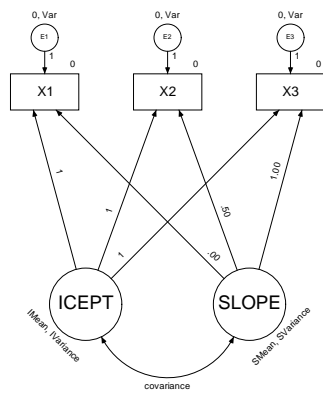 0, Var
0, Var
0, Var
E1
E2
E3
1
1
1
0
0
0
X1
X2
X3
1
1
1
.00
.50
1.00
ICEPT
SLOPE
IMean, IVariance
SMean, SVariance
covariance